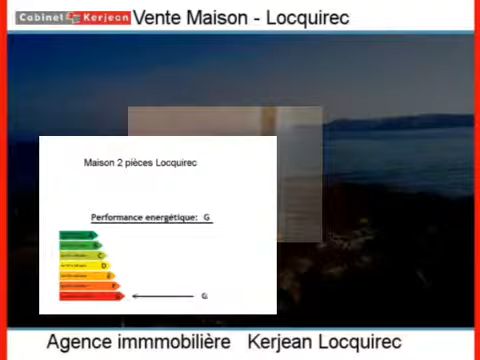 Cabinet Kerjean
Vente Maison - Locquirec
Maison 2 pièces Locquirec
Performance energétique: G
A
B
C
D
E
F
G
G
Agence immmobilière Kerjean Locquirec